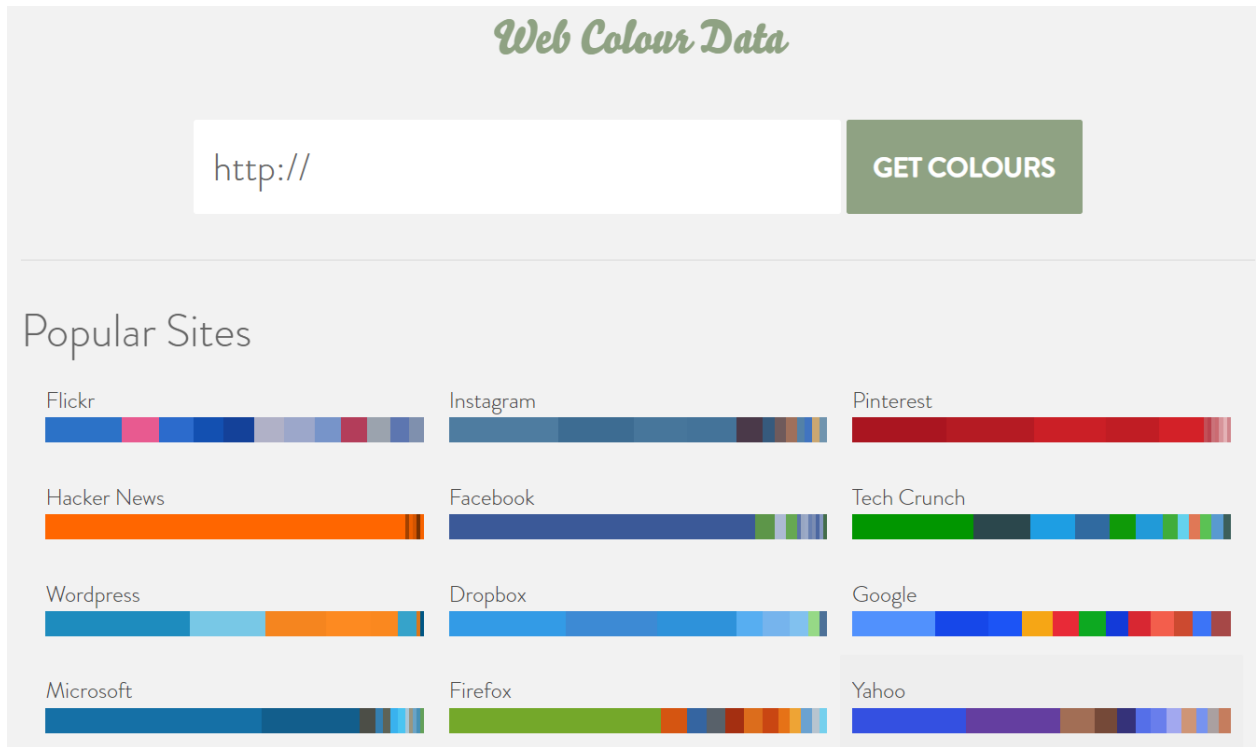 Web Colour Data
http://
GET COLOURS
Popular Sites
Flickr
Instagram
Pinterest
Hacker News
Facebook
Tech Crunch
Wordpress
Dropbox
Google
Microsoft
Firefox
Yahoo